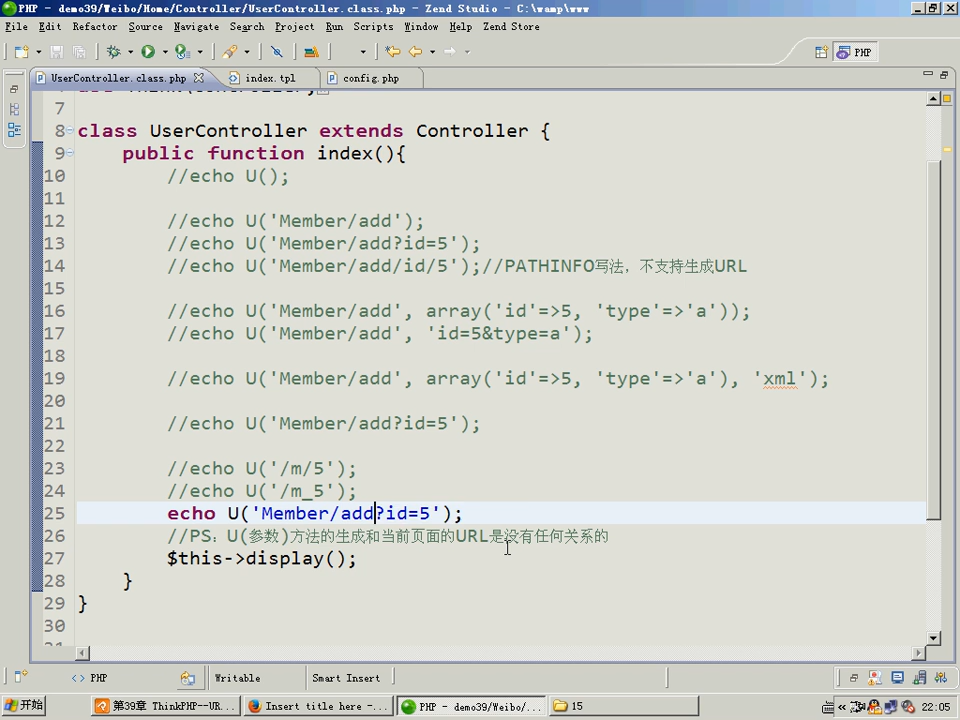 PHP - demo39/Weibo/Home/Controller/UserController.class.php - Zend Studio - C:\wamp\www
File Edit Refactor Source Navigate Search Project Run Scripts Window Help Zend Store
PHP
UserController.class.php index.tpl config.php
7
8 class UserController extends Controller {
9 public function index(){
10 //echo U();
11
12 //echo U('Member/add');
13 //echo U('Member/add?id=5');
14 //echo U('Member/add/id/5');//PATHINFO写法，不支持生成URL
15
16 //echo U('Member/add', array('id'=>5, 'type'=>'a'));
17 //echo U('Member/add', 'id=5&type=a');
18
19 //echo U('Member/add', array('id'=>5, 'type'=>'a'), 'xml');
20
21 //echo U('Member/add?id=5');
22
23 //echo U('/m/5');
24 //echo U('/m_5');
25 echo U('Member/add?id=5');
26 //PS：U(参数)方法的生成和当前页面的URL是没有任何关系的
27 $this->display();
28 }
29 }
30
PHP Writable Smart Insert
开始 第39章 ThinkPHP--UR... Insert title here -... PHP - demo39/Weibo/... 15 22:05